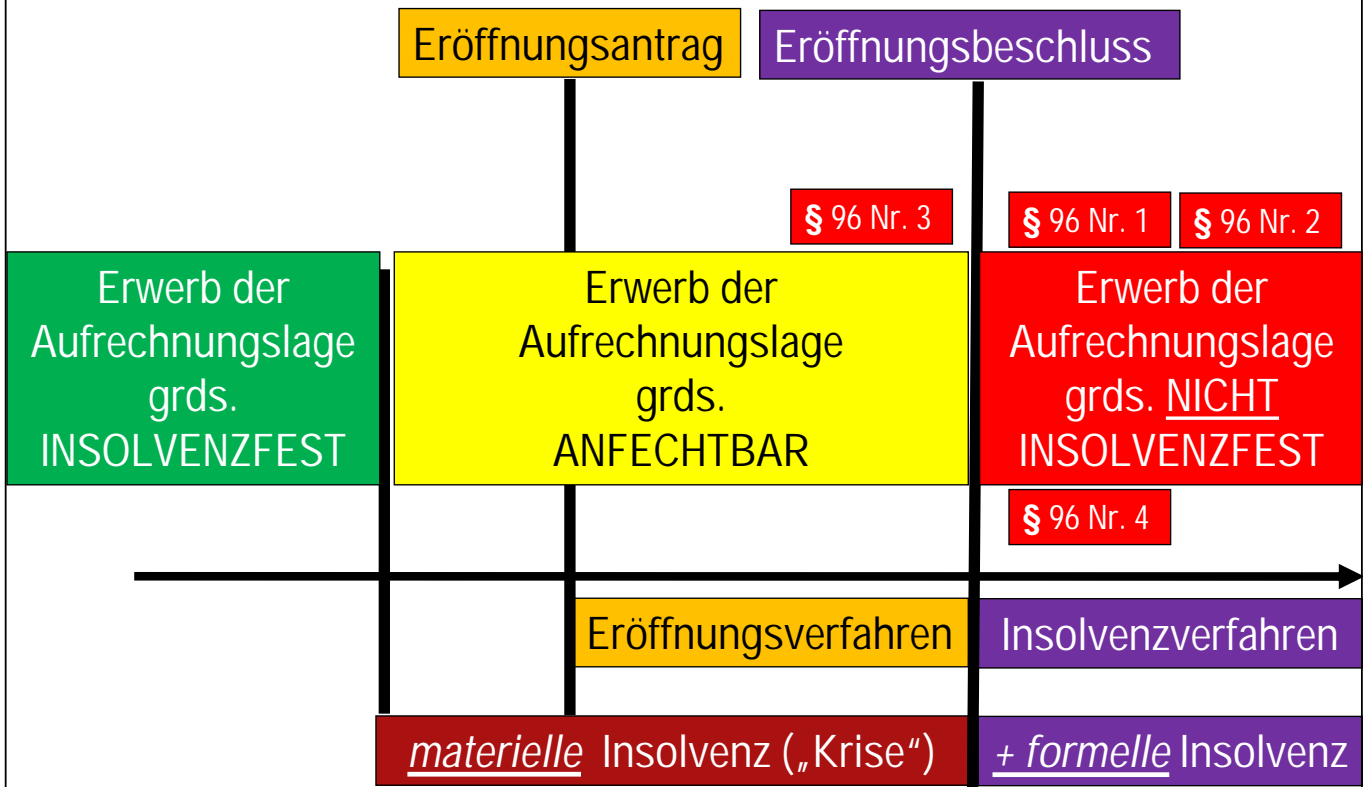 Eröffnungsantrag
Eröffnungsbeschluss
§ 96 Nr. 3
§ 96 Nr. 1
§ 96 Nr. 2
Erwerb der
Aufrechnungslage
grds.
INSOLVENZFEST
Erwerb der
Aufrechnungslage
grds.
ANFECHTBAR
Erwerb der
Aufrechnungslage
grds. NICHT
INSOLVENZFEST
§ 96 Nr. 4
Eröffnungsverfahren
Insolvenzverfahren
materielle Insolvenz („Krise“)
+ formelle Insolvenz